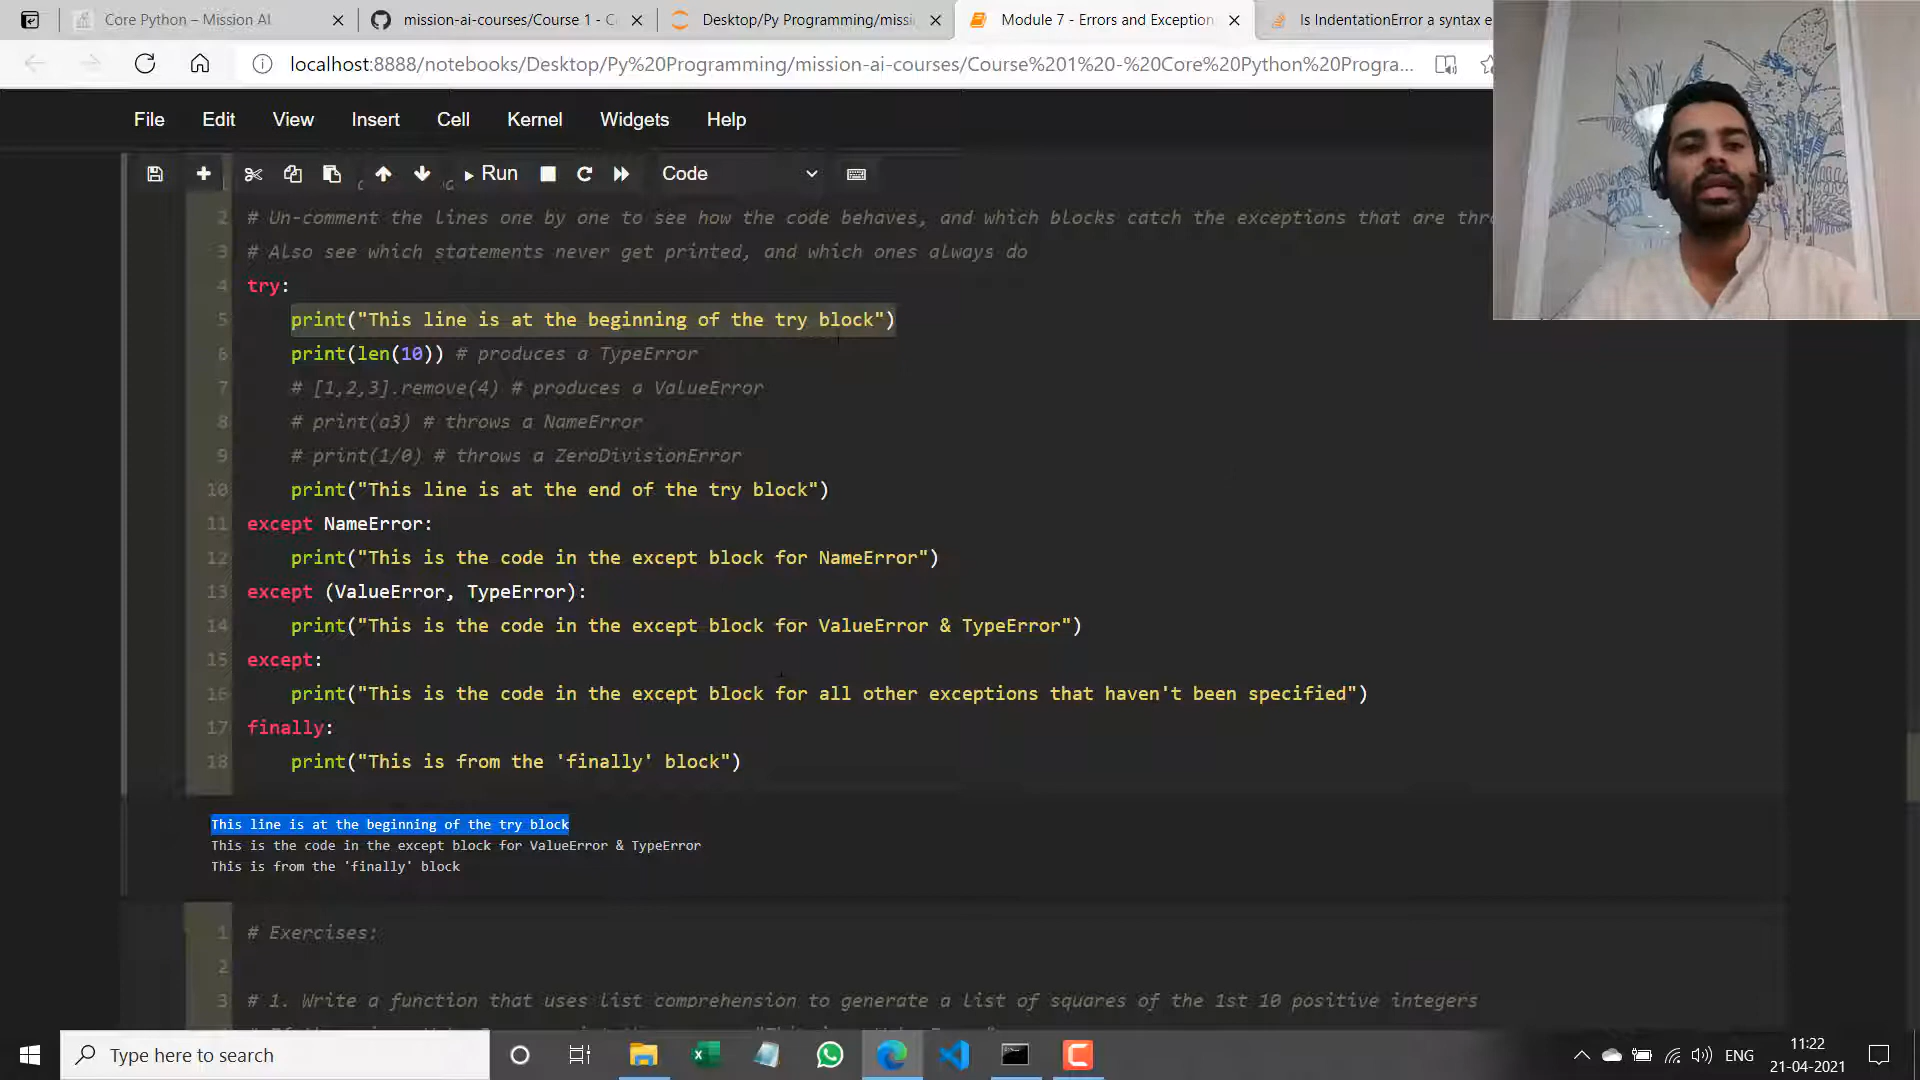 Core Python – Mission AI
mission-ai-courses/Course 1 - C
Desktop/Py Programming/missi
Module 7 - Errors and Exception
Is IndentationError a syntax e
localhost:8888/notebooks/Desktop/Py%20Programming/mission-ai-courses/Course%201%20-%20Core%20Python%20Progra...
File Edit View Insert Cell Kernel Widgets Help
Run Code
1
2 # Un-comment the lines one by one to see how the code behaves, and which blocks catch the exceptions that are thr
3 # Also see which statements never get printed, and which ones always do
4 try:
5 print("This line is at the beginning of the try block")
6 print(len(10)) # produces a TypeError
7 # [1,2,3].remove(4) # produces a ValueError
8 # print(a3) # throws a NameError
9 # print(1/0) # throws a ZeroDivisionError
10 print("This line is at the end of the try block")
11 except NameError:
12 print("This is the code in the except block for NameError")
13 except (ValueError, TypeError):
14 print("This is the code in the except block for ValueError & TypeError")
15 except:
16 print("This is the code in the except block for all other exceptions that haven't been specified")
17 finally:
18 print("This is from the 'finally' block")
This line is at the beginning of the try block
This is the code in the except block for ValueError & TypeError
This is from the 'finally' block
1 # Exercises:
2
3 # 1. Write a function that uses list comprehension to generate a list of squares of the 1st 10 positive integers
Type here to search
ENG
11:22
21-04-2021